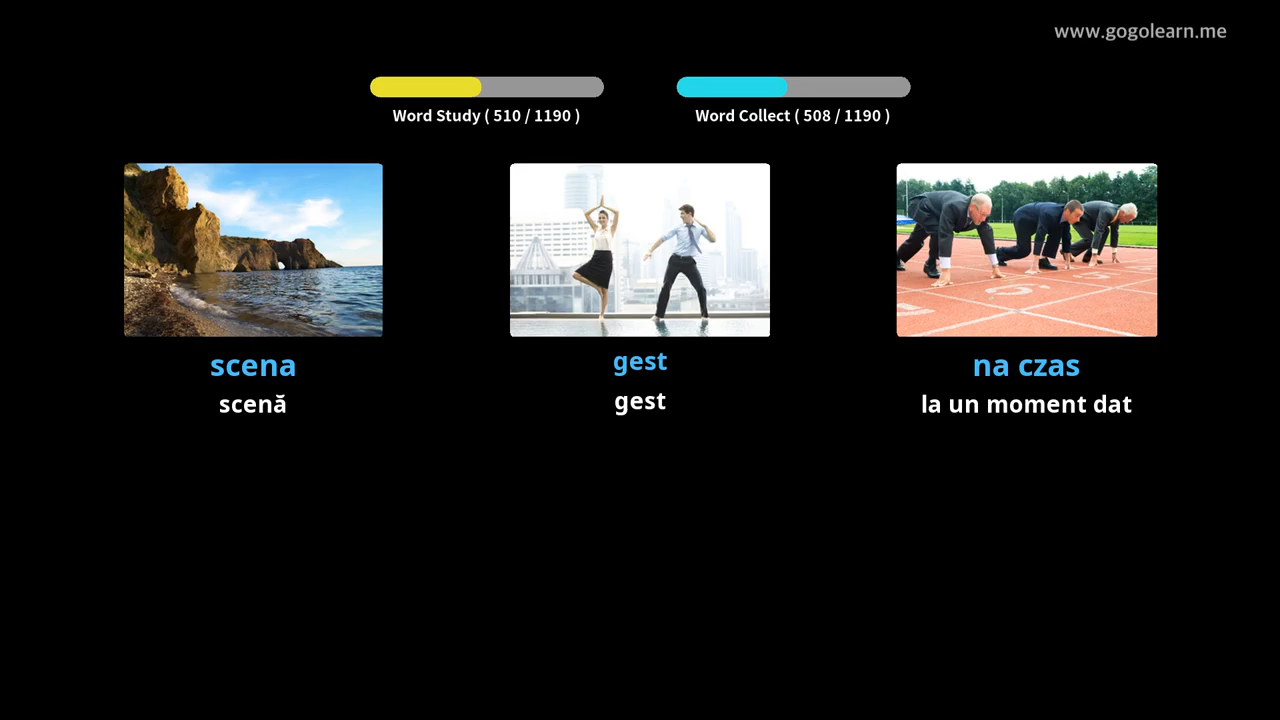 www.gogolearn.me
Word Study ( 510 / 1190 )
Word Collect ( 508 / 1190 )
scena
scenă
gest
gest
na czas
la un moment dat